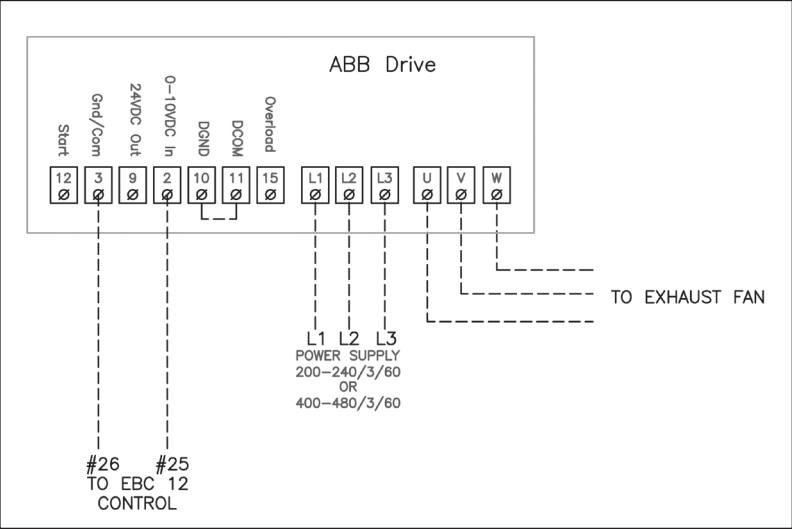 ABB Drive
Start
Gnd/Com
24VDC Out
0-10VDC In
DGND
DCOM
Overload
12 3 9 2 10 11 15 L1 L2 L3 U V W
TO EXHAUST FAN
L1 L2 L3
POWER SUPPLY
200-240/3/60
OR
400-480/3/60
#26 #25
TO EBC 12
CONTROL